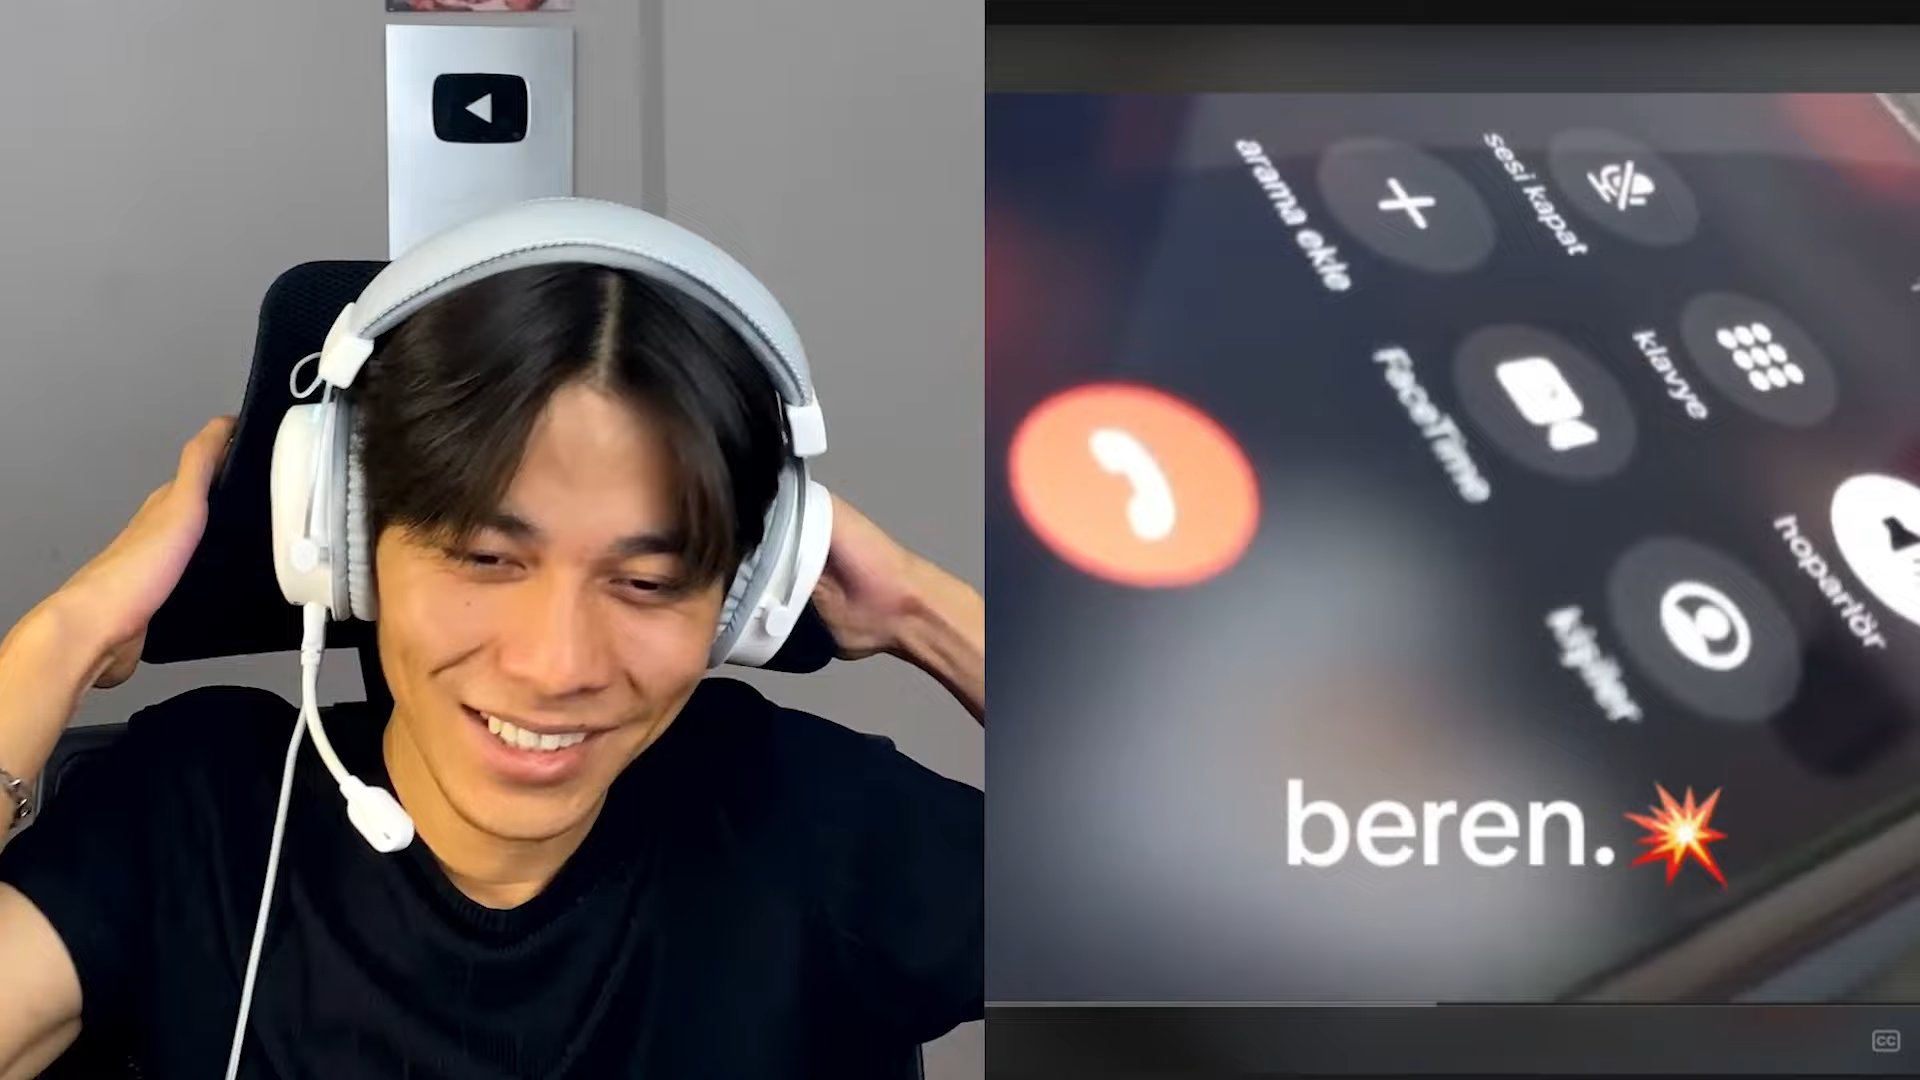 arama ekle
sesi kapat
FaceTime
klavye
kişiler
hoparlör
beren.💥
CC